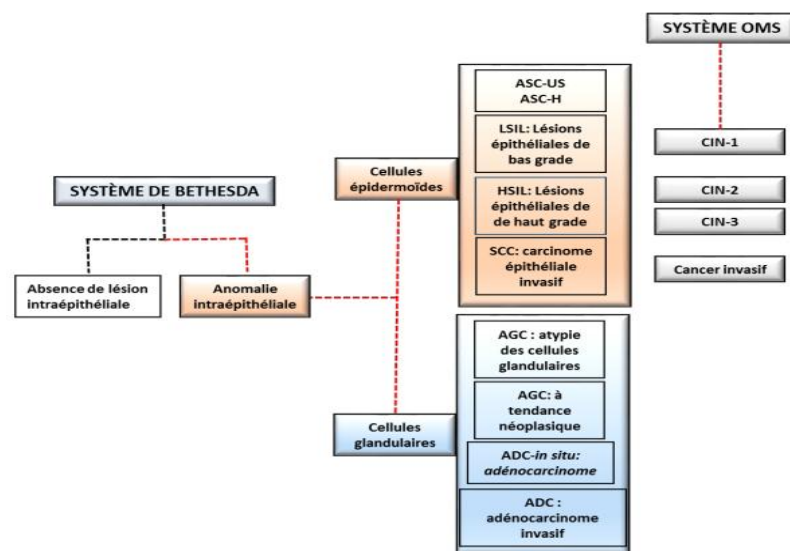 SYSTÈME OMS
ASC-US
ASC-H
LSIL: Lésions
épithéliales de
bas grade
CIN-1
Cellules
épidermoïdes
SYSTÈME DE BETHESDA
HSIL: Lésions
épithéliales de
de haut grade
CIN-2
CIN-3
SCC: carcinome
épithéliale
invasif
Cancer invasif
Absence de lésion
intraépithéliale
Anomalie
intraépithéliale
AGC : atypie
des cellules
glandulaires
AGC: à
tendance
néoplasique
Cellules
glandulaires
ADC-in situ:
adénocarcinome
ADC :
adénocarcinome
invasif